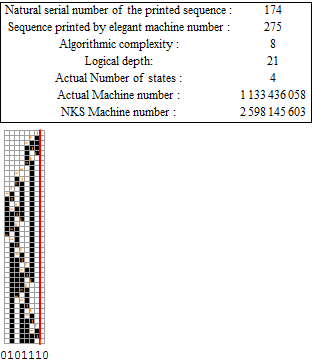 Natural serial number of the printed sequence : 174
Sequence printed by elegant machine number : 275
Algorithmic complexity : 8
Logical depth: 21
Actual Number of states : 4
Actual Machine number : 1 133 436 058
NKS Machine number : 2 598 145 603
0101110